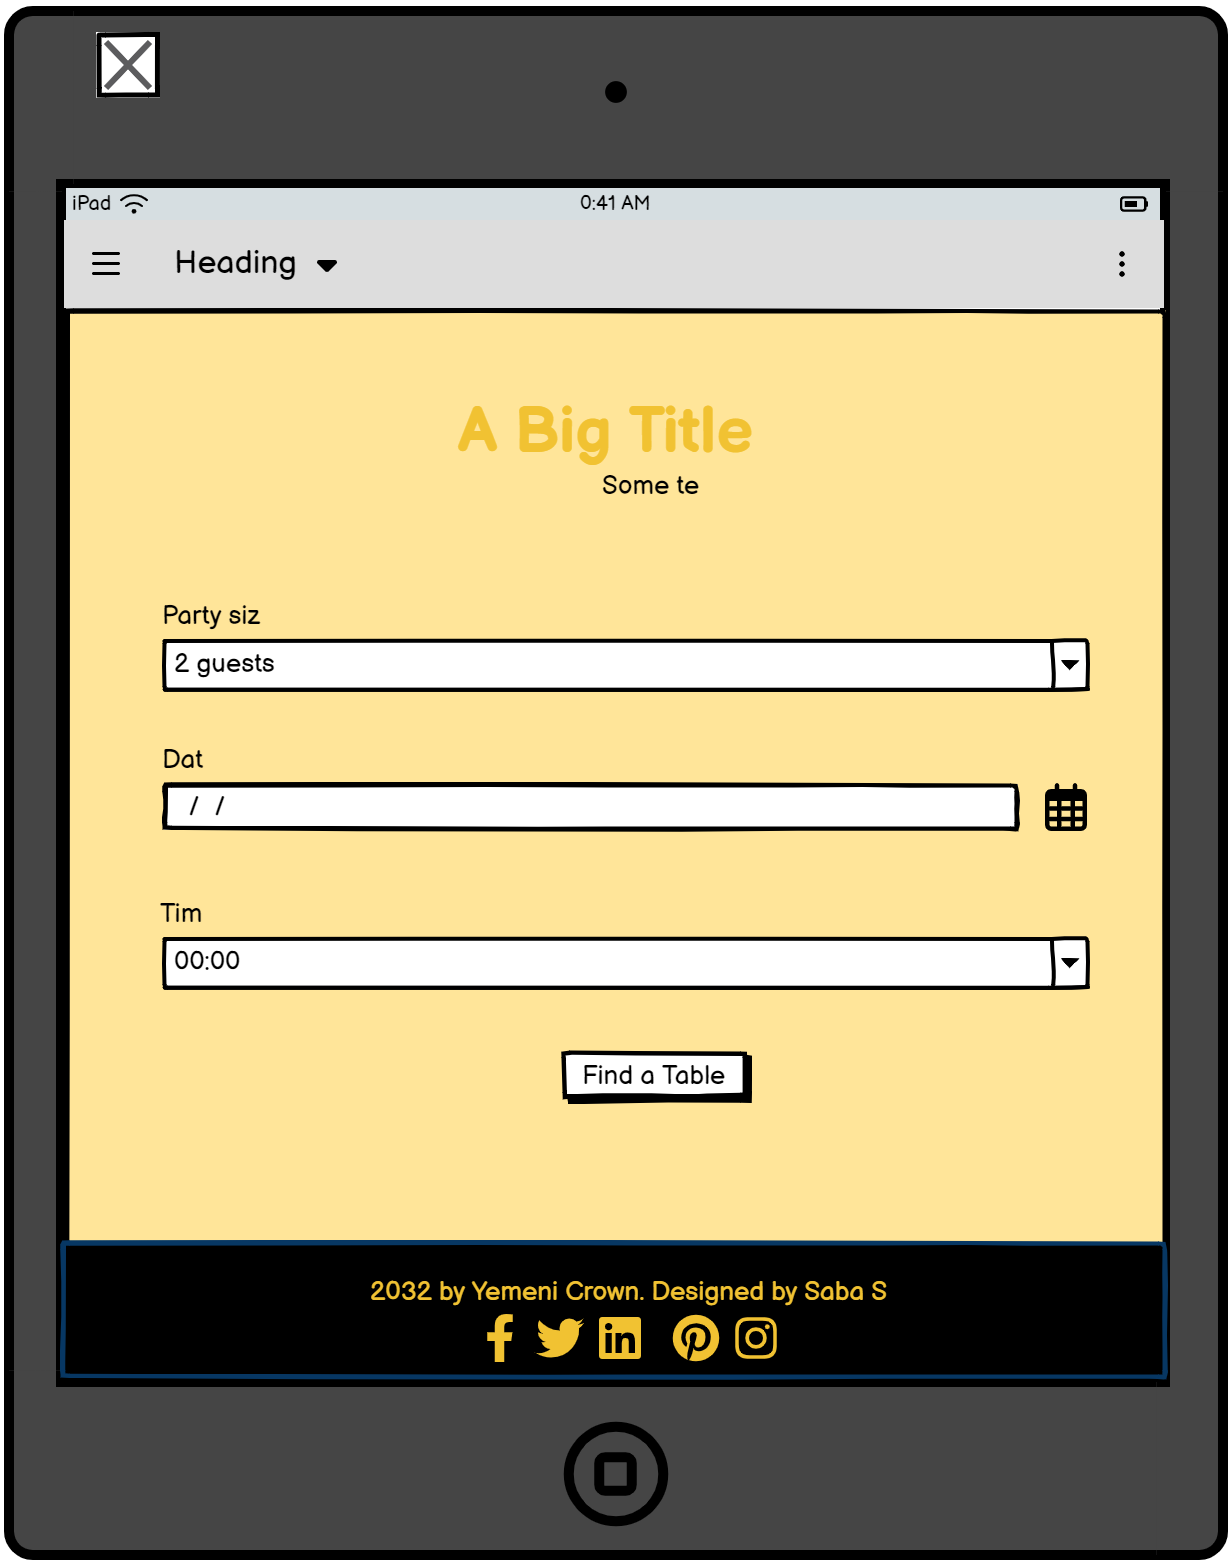 iPad
0:41 AM
Heading
A Big Title
Some te
Party siz
2 guests
Dat
/ /
Tim
00:00
Find a Table
2032 by Yemeni Crown. Designed by Saba S